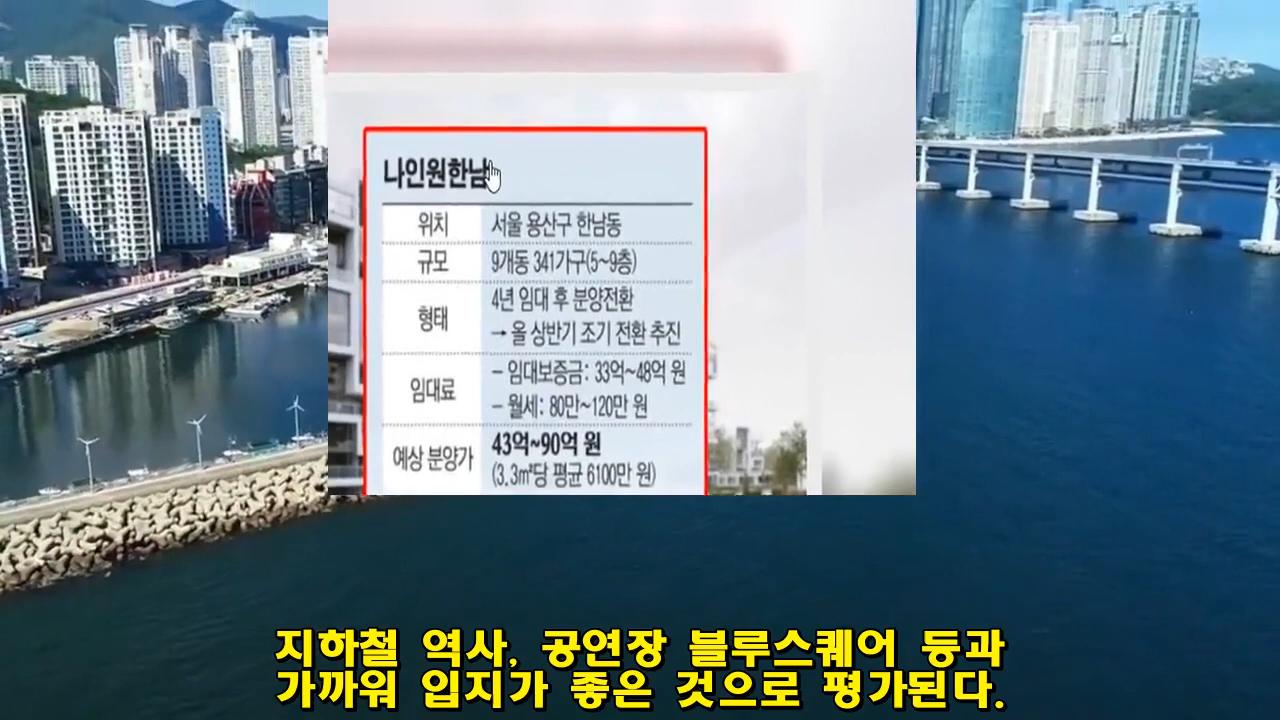 나인원한남
위치 서울 용산구 한남동
규모 9개동 341가구(5~9층)
형태 4년 임대 후 분양전환
→ 올 상반기 조기 전환 추진
임대료 - 임대보증금: 33억~48억 원
- 월세: 80만~120만 원
예상 분양가 43억~90억 원
(3.3㎡당 평균 6100만 원)
지하철 역사, 공연장 블루스퀘어 등과
가까워 입지가 좋은 것으로 평가된다.